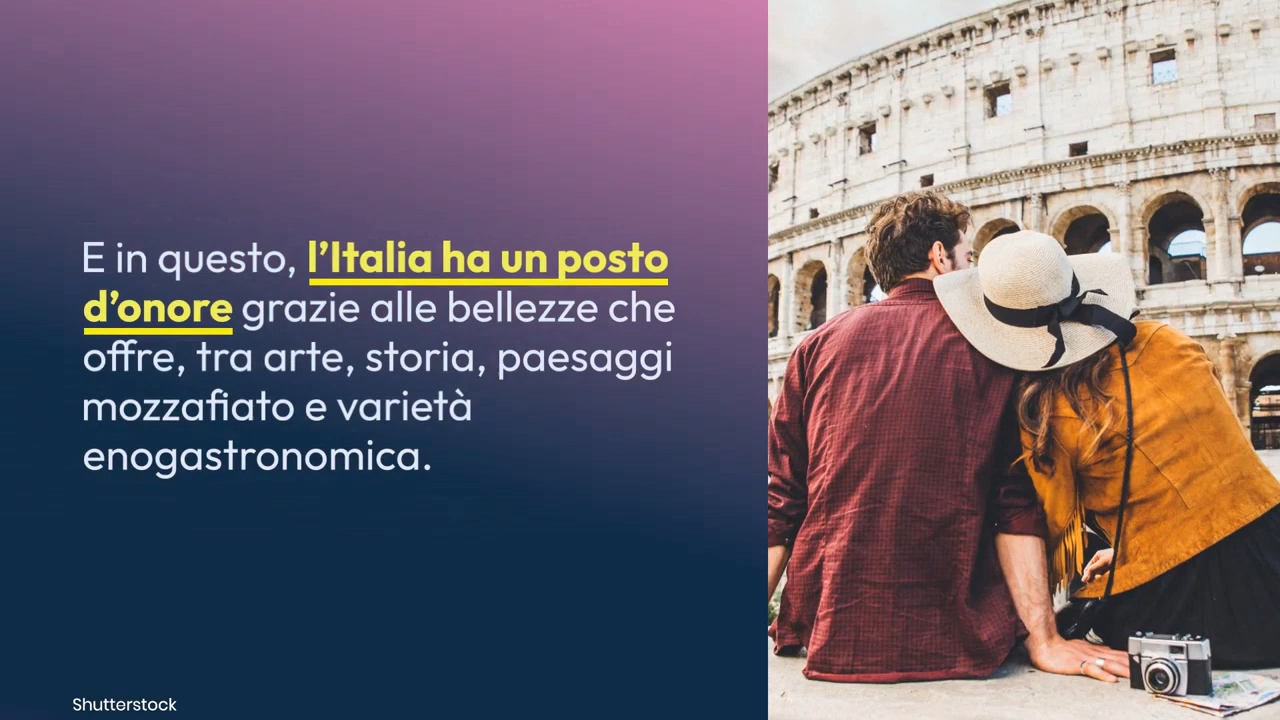 E in questo, l’Italia ha un posto
d’onore grazie alle bellezze che
offre, tra arte, storia, paesaggi
mozzafiato e varietà
enogastronomica.
Shutterstock